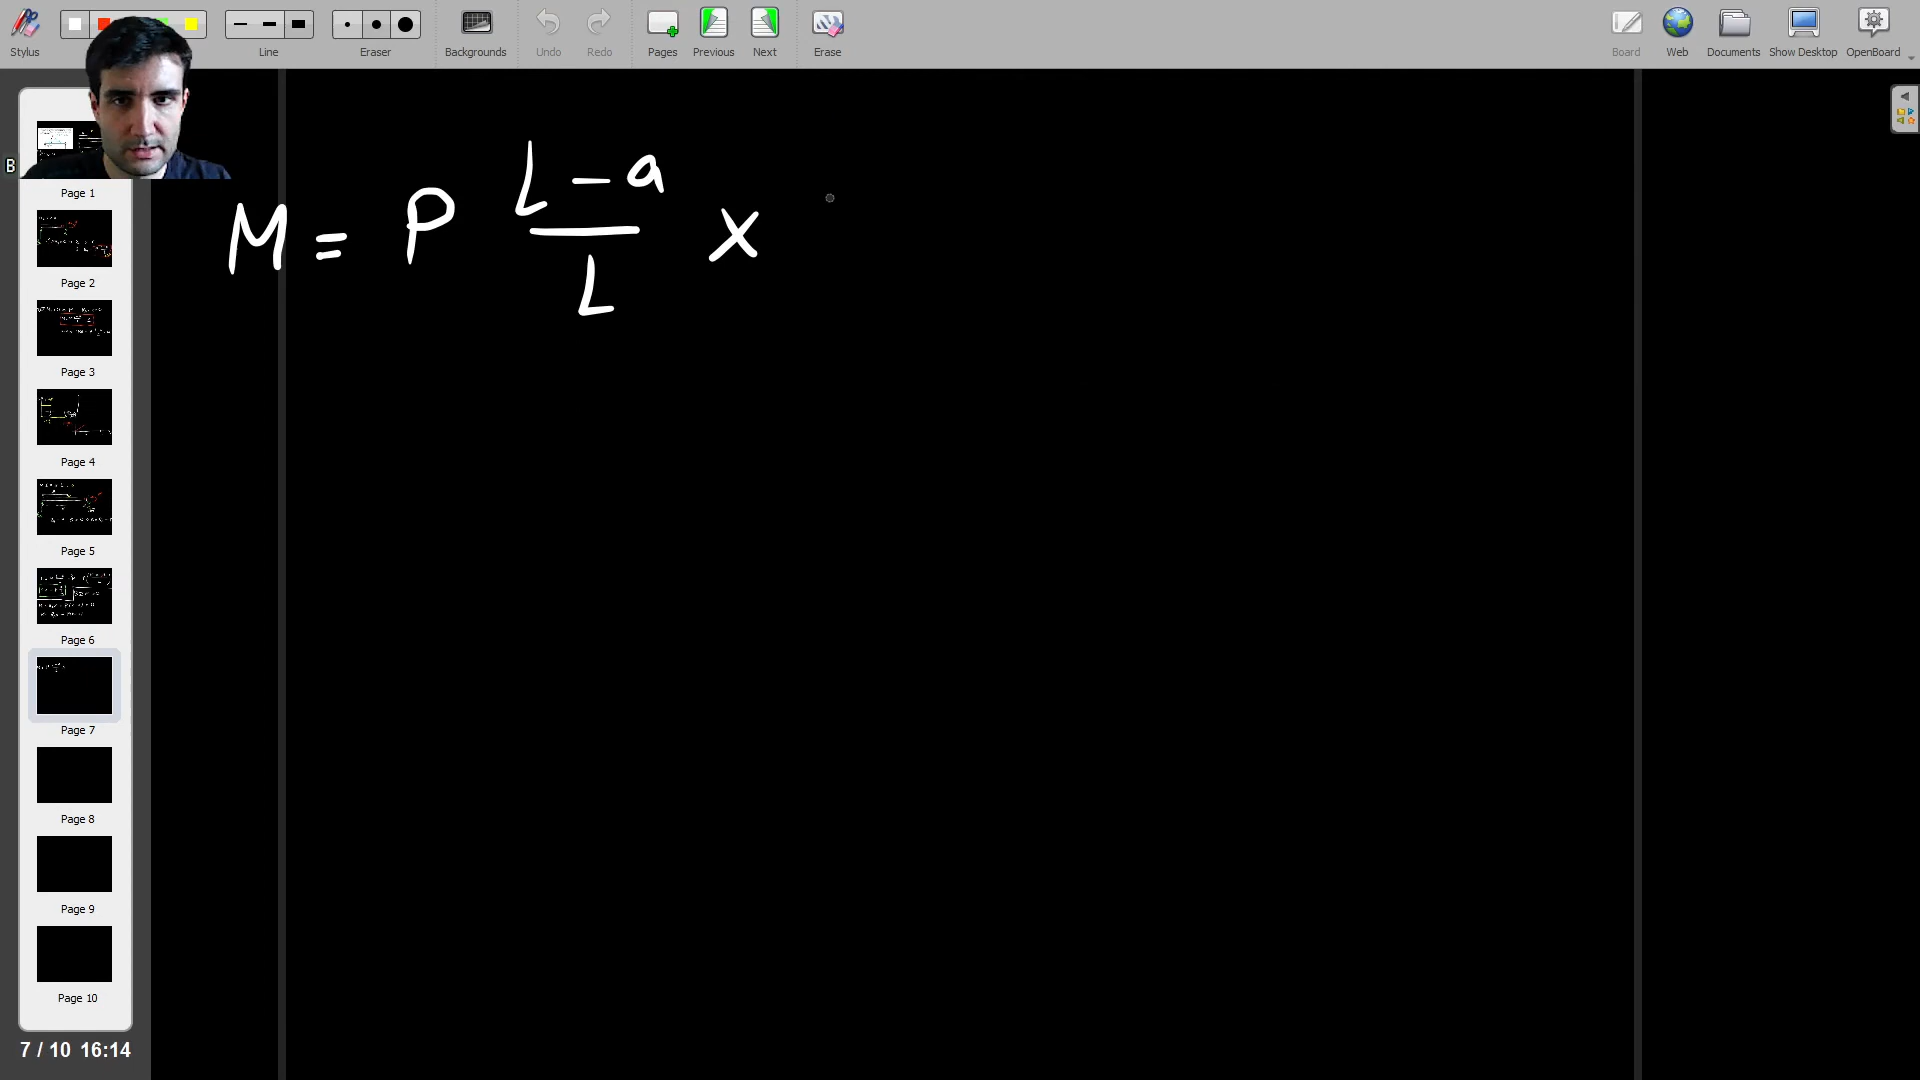 Stylus
Line
Eraser
Backgrounds
Undo
Redo
Pages
Previous
Next
Erase
Board
Web
Documents
Show Desktop
OpenBoard
B
Page 1
Page 2
Page 3
Page 4
Page 5
Page 6
Page 7
Page 8
Page 9
Page 10
7 / 10 16:14
M = P (L - a)/L x